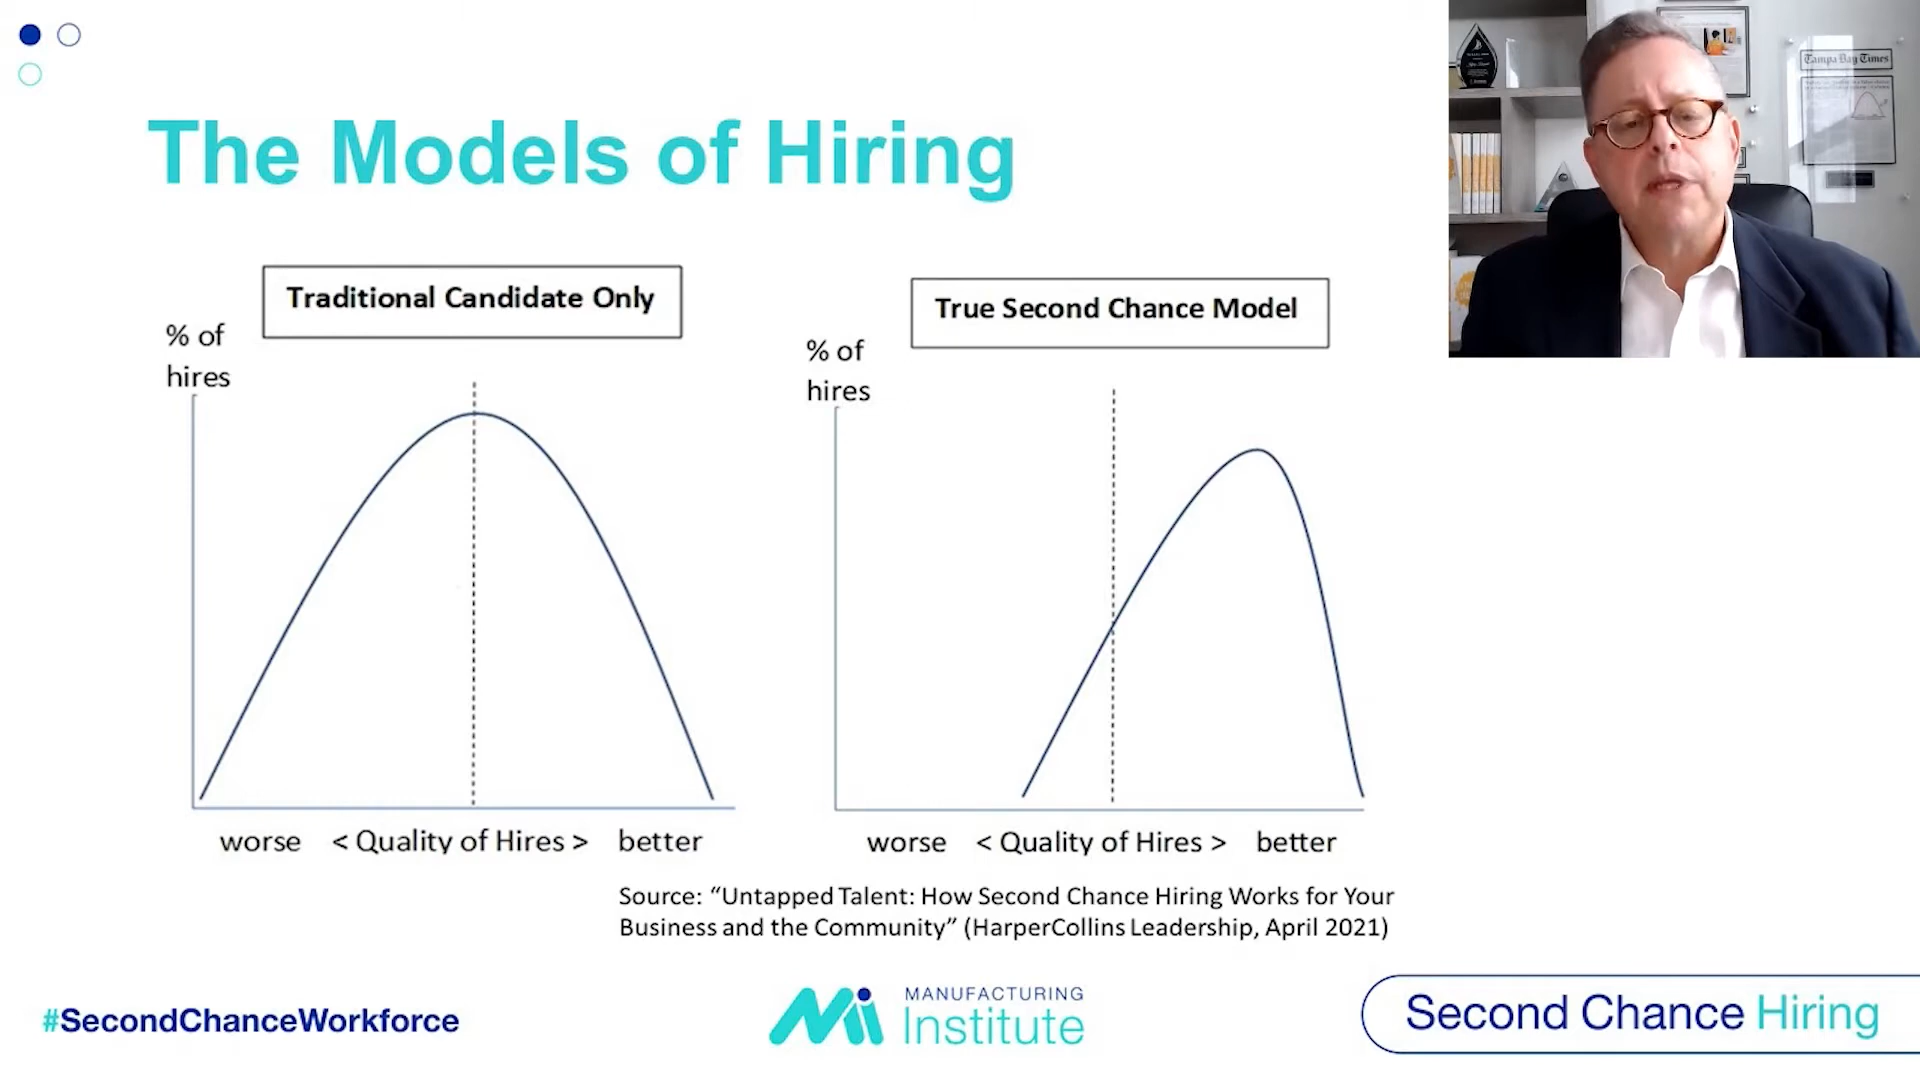 The Models of Hiring
Tampa Bay Times
Traditional Candidate Only
True Second Chance Model
% of
hires
% of
hires
worse < Quality of Hires > better
worse < Quality of Hires > better
Source: “Untapped Talent: How Second Chance Hiring Works for Your
Business and the Community” (HarperCollins Leadership, April 2021)
#SecondChanceWorkforce
MANUFACTURING
Institute
Second Chance Hiring